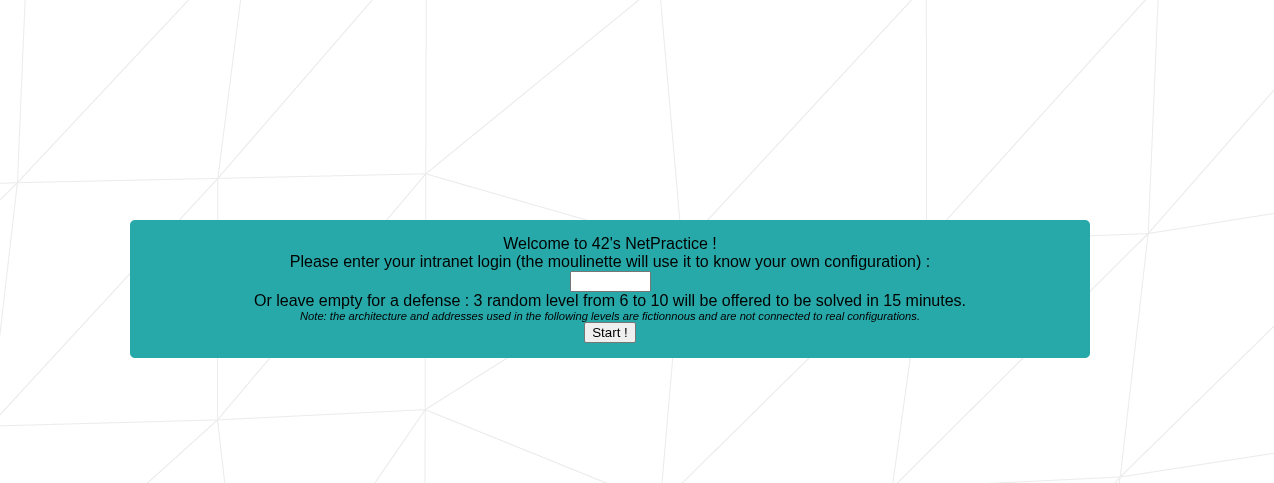 Welcome to 42's NetPractice !
Please enter your intranet login (the moulinette will use it to know your own configuration) :
Or leave empty for a defense : 3 random level from 6 to 10 will be offered to be solved in 15 minutes.
Note: the architecture and addresses used in the following levels are fictionnous and are not connected to real configurations.
Start !